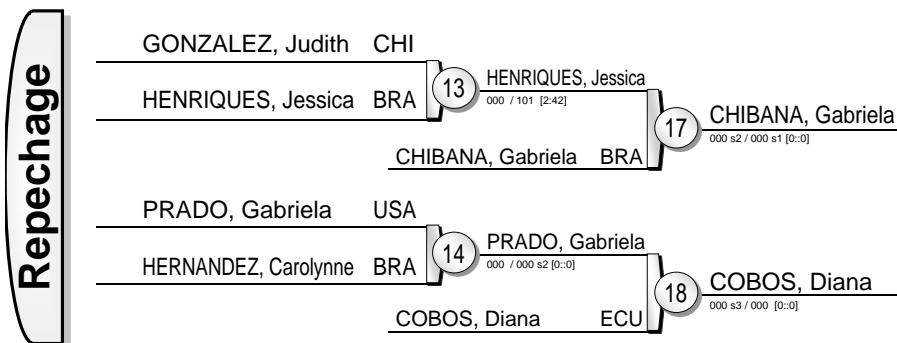 Repechage
GONZALEZ, Judith CHI
HENRIQUES, Jessica BRA
13
HENRIQUES, Jessica
000 / 101 [2:42]
CHIBANA, Gabriela BRA
17
CHIBANA, Gabriela
000 s2 / 000 s1 [0::0]
PRADO, Gabriela USA
HERNANDEZ, Carolynne BRA
14
PRADO, Gabriela
000 / 000 s2 [0::0]
COBOS, Diana ECU
18
COBOS, Diana
000 s3 / 000 [0::0]